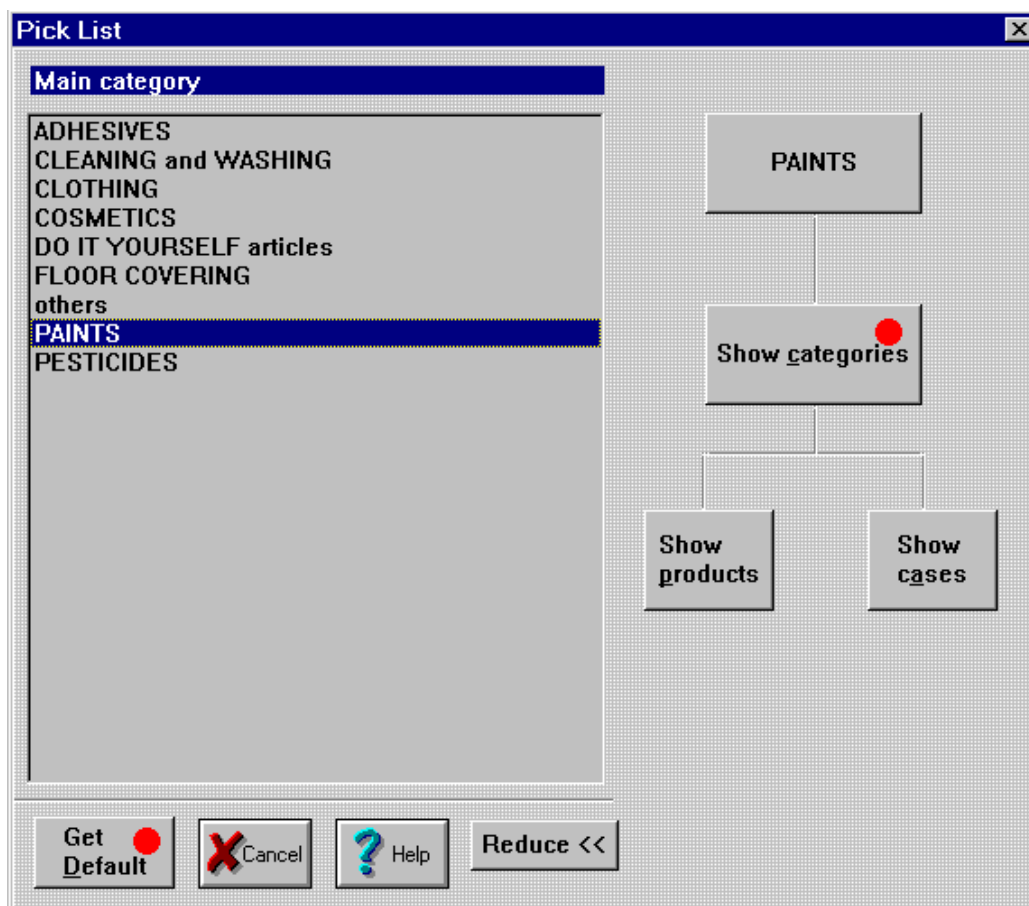 Pick List
Main category
ADHESIVES
CLEANING and WASHING
CLOTHING
COSMETICS
DO IT YOURSELF articles
FLOOR COVERING
others
PAINTS
PESTICIDES
PAINTS
Show categories
Show
products
Show
cases
Get
Default
Cancel
Help
Reduce <<